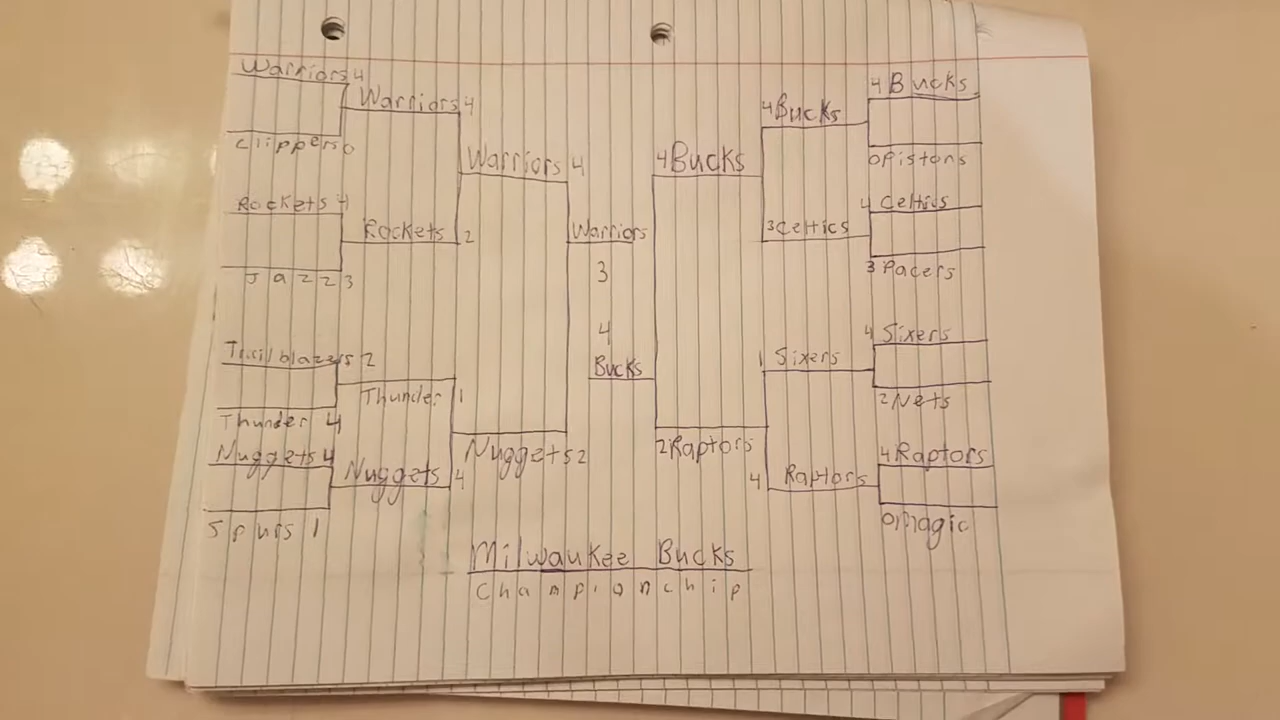 Warriors 4
Clippers 0
Rockets 4
Jazz 3
Trailblazers 2
Thunder 4
Nuggets 4
Spurs 1
Warriors 4
Rockets 2
Thunder 1
Nuggets 4
Warriors 4
Nuggets 2
Warriors
3
4
Bucks
4 Bucks
2 Raptors
4 Bucks
3 Celtics
1 Sixers
4 Raptors
4 Bucks
0 Pistons
4 Celtics
3 Pacers
4 Sixers
2 Nets
4 Raptors
0 Magic
Milwaukee Bucks
Championchip